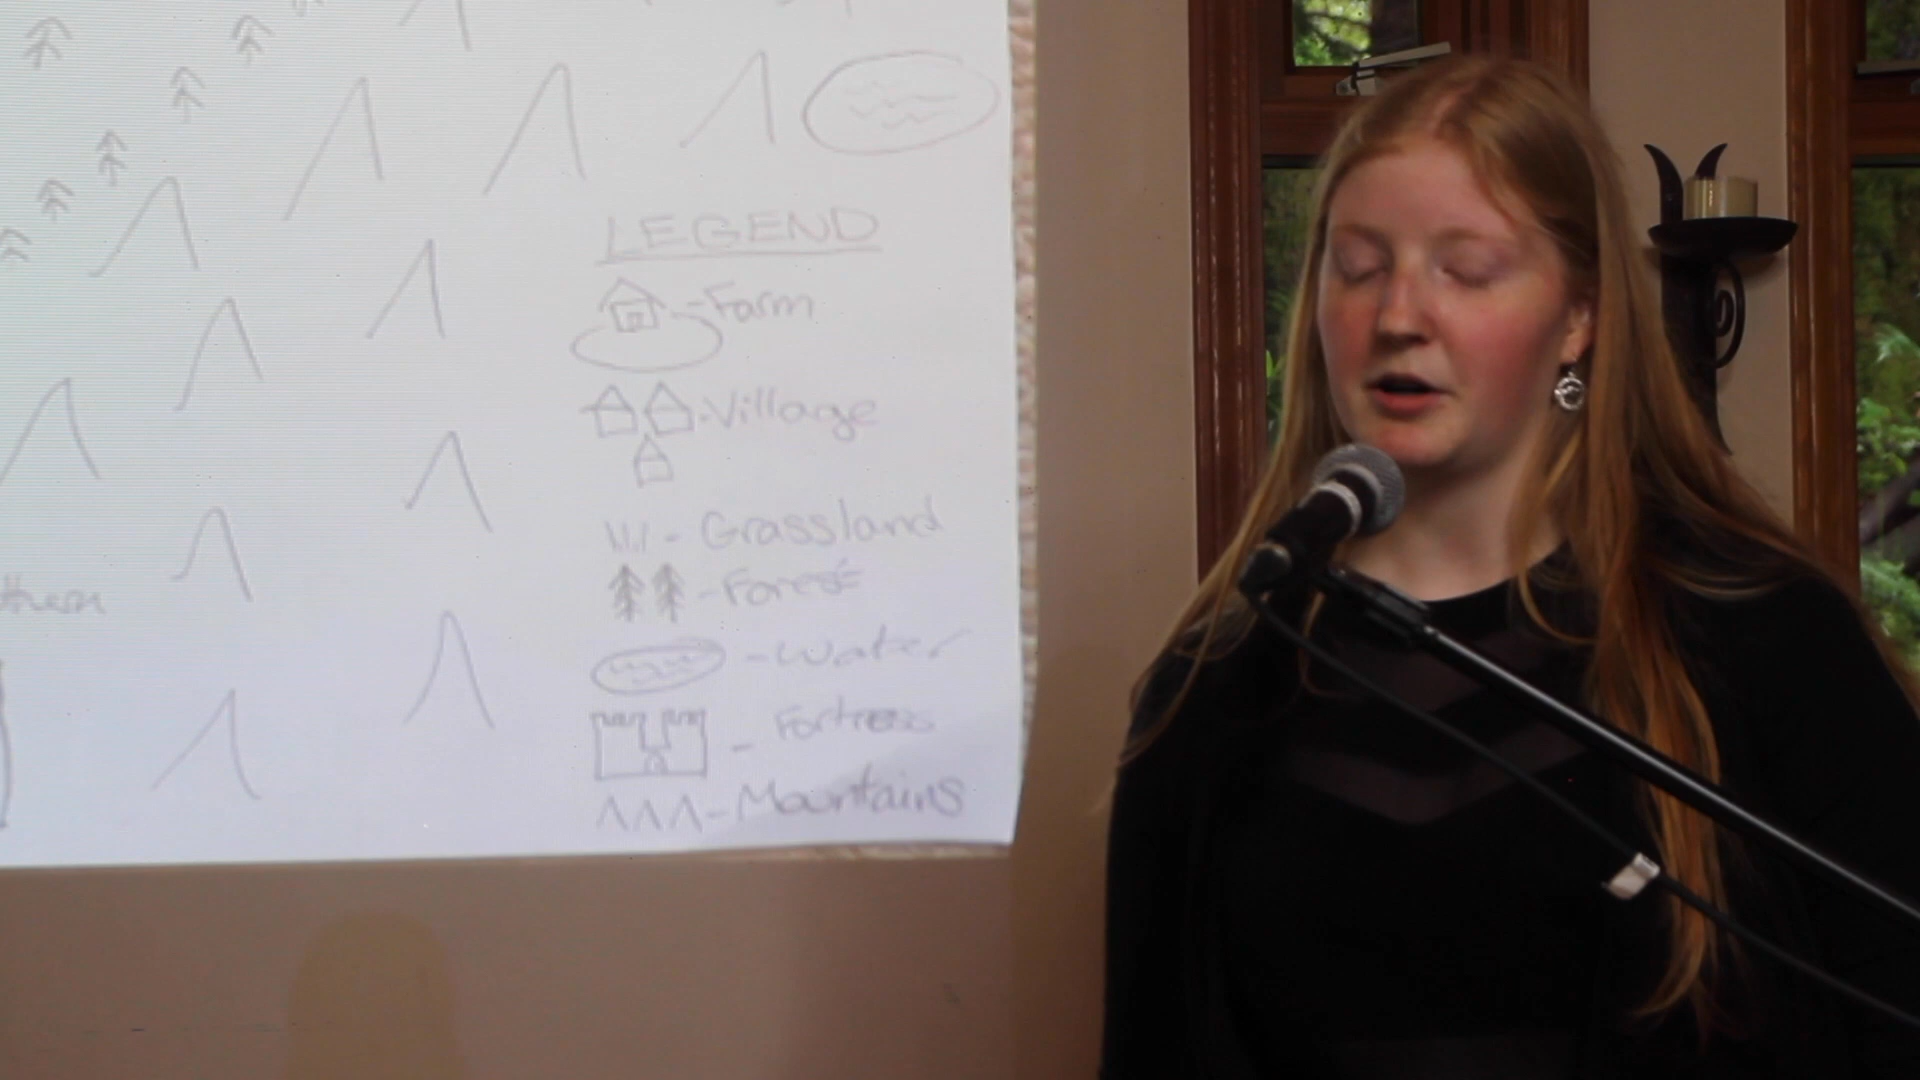 LEGEND
-Farm
-Village
- Grassland
-Forest
-Water
- Fortress
-Mountains